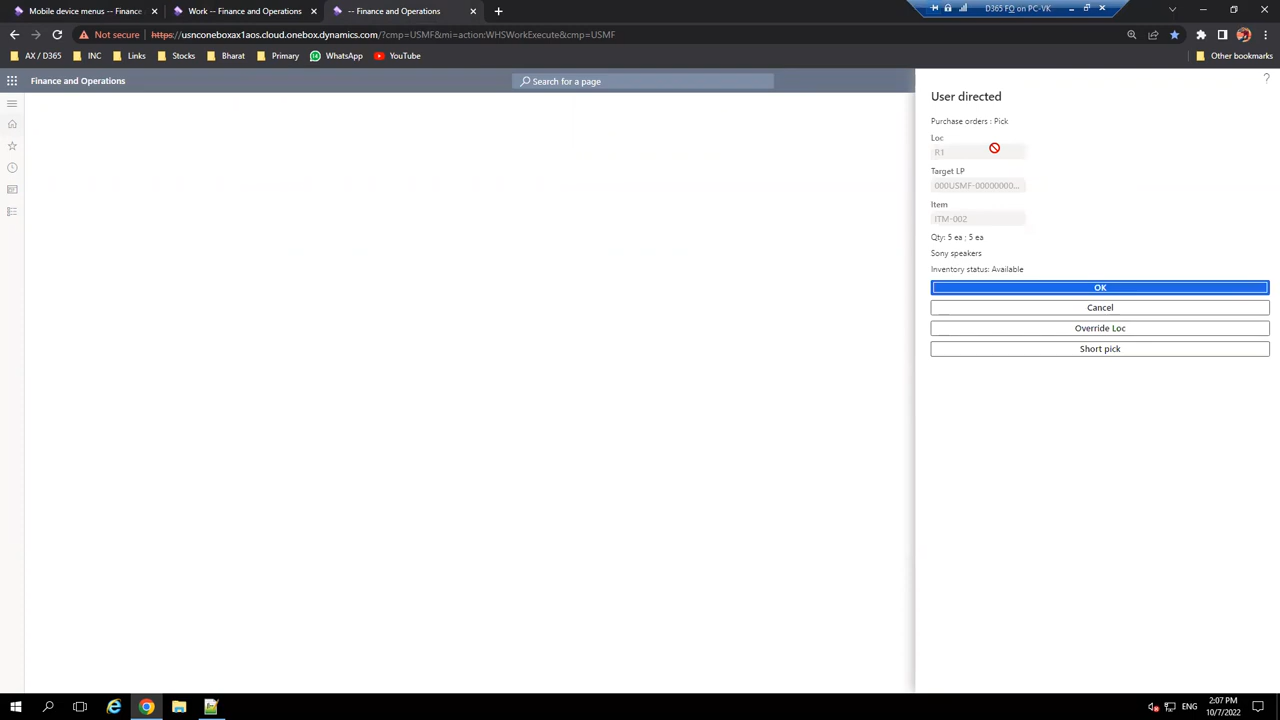 Mobile device menus -- Finance
Work -- Finance and Operations
-- Finance and Operations
D365 FO on PC-VK
Not secure
https://usnconeboxax1aos.cloud.onebox.dynamics.com/?cmp=USMF&mi=action:WHSWorkExecute&cmp=USMF
AX / D365
INC
Links
Stocks
Bharat
Primary
WhatsApp
YouTube
Other bookmarks
Finance and Operations
Search for a page
?
User directed
Purchase orders : Pick
Loc
R1
Target LP
000USMF-00000000...
Item
ITM-002
Qty: 5 ea ; 5 ea
Sony speakers
Inventory status: Available
OK
Cancel
Override Loc
Short pick
ENG
2:07 PM
10/7/2022